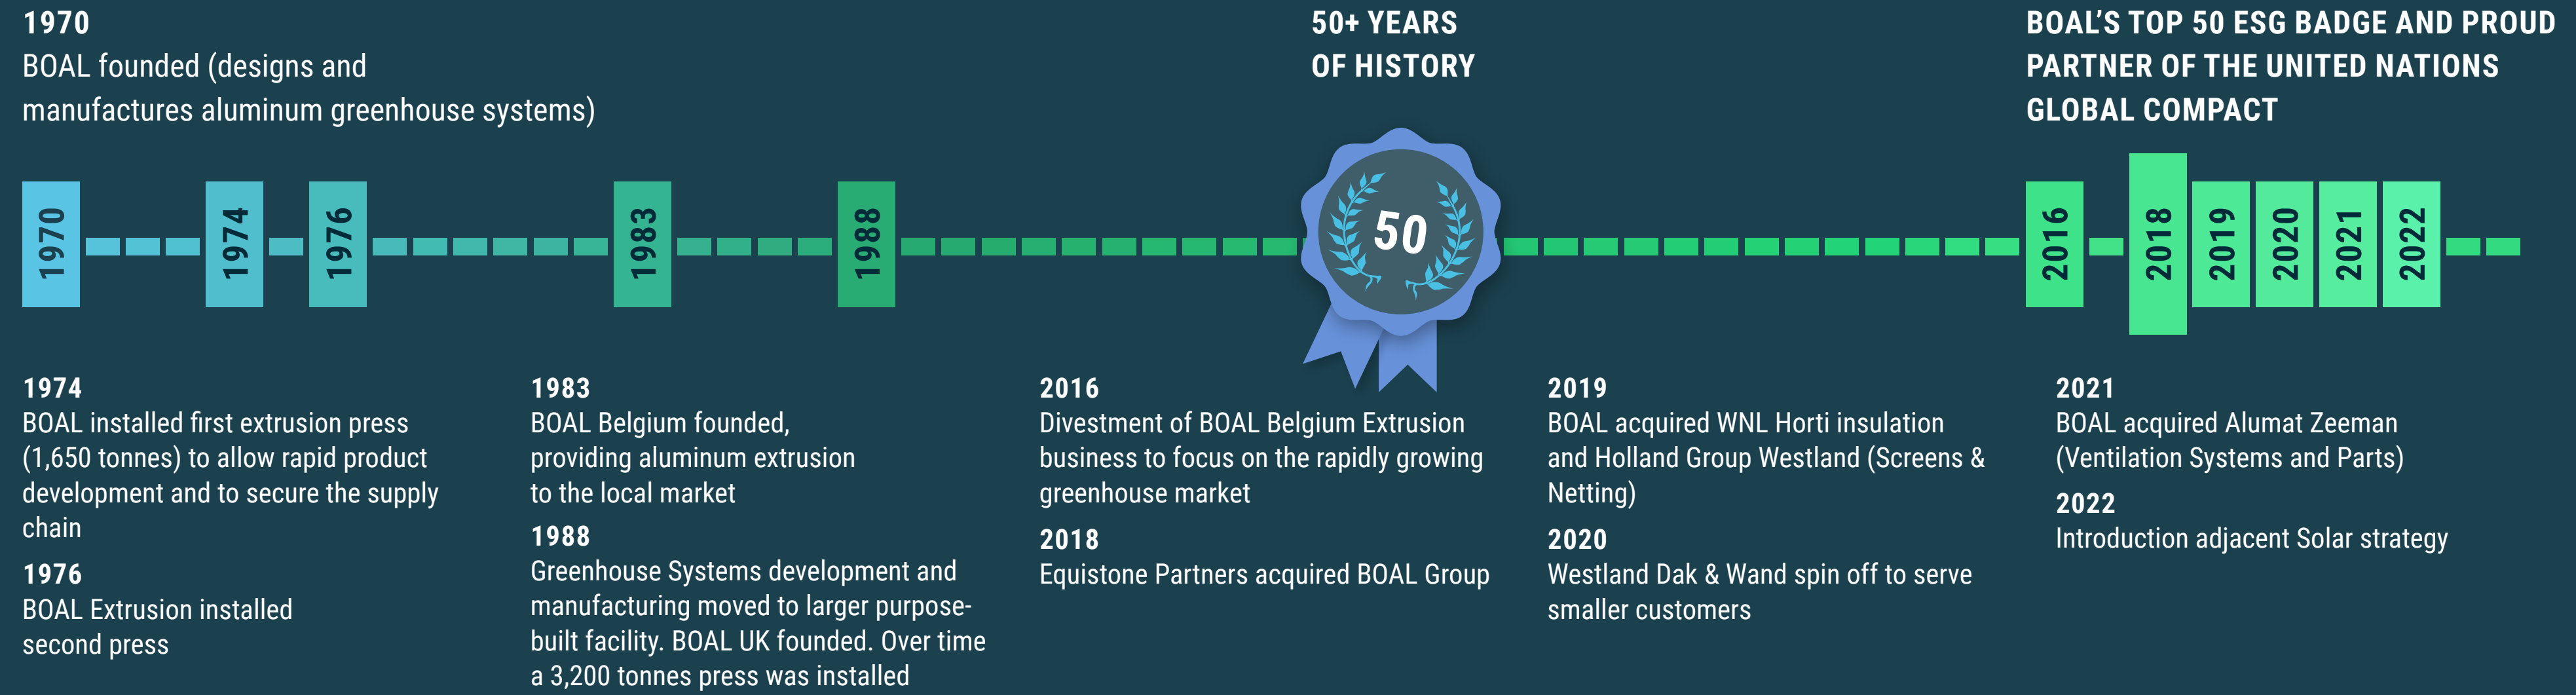 1970
BOAL founded (designs and
manufactures aluminum greenhouse systems)
50+ YEARS
OF HISTORY
BOAL’S TOP 50 ESG BADGE AND PROUD
PARTNER OF THE UNITED NATIONS
GLOBAL COMPACT
1970
1974
1976
1983
1988
50
2016
2018
2019
2020
2021
2022
1974
BOAL installed first extrusion press
(1,650 tonnes) to allow rapid product
development and to secure the supply
chain
1976
BOAL Extrusion installed
second press
1983
BOAL Belgium founded,
providing aluminum extrusion
to the local market
1988
Greenhouse Systems development and
manufacturing moved to larger purpose-
built facility. BOAL UK founded. Over time
a 3,200 tonnes press was installed
2016
Divestment of BOAL Belgium Extrusion
business to focus on the rapidly growing
greenhouse market
2018
Equistone Partners acquired BOAL Group
2019
BOAL acquired WNL Horti insulation
and Holland Group Westland (Screens &
Netting)
2020
Westland Dak & Wand spin off to serve
smaller customers
2021
BOAL acquired Alumat Zeeman
(Ventilation Systems and Parts)
2022
Introduction adjacent Solar strategy